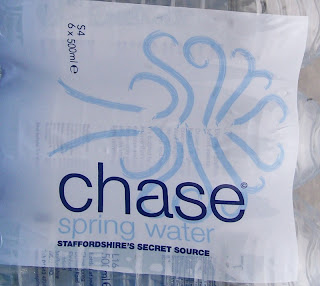 S4
6 x 500ml e
chase©
spring water
STAFFORDSHIRE'S SECRET SOURCE